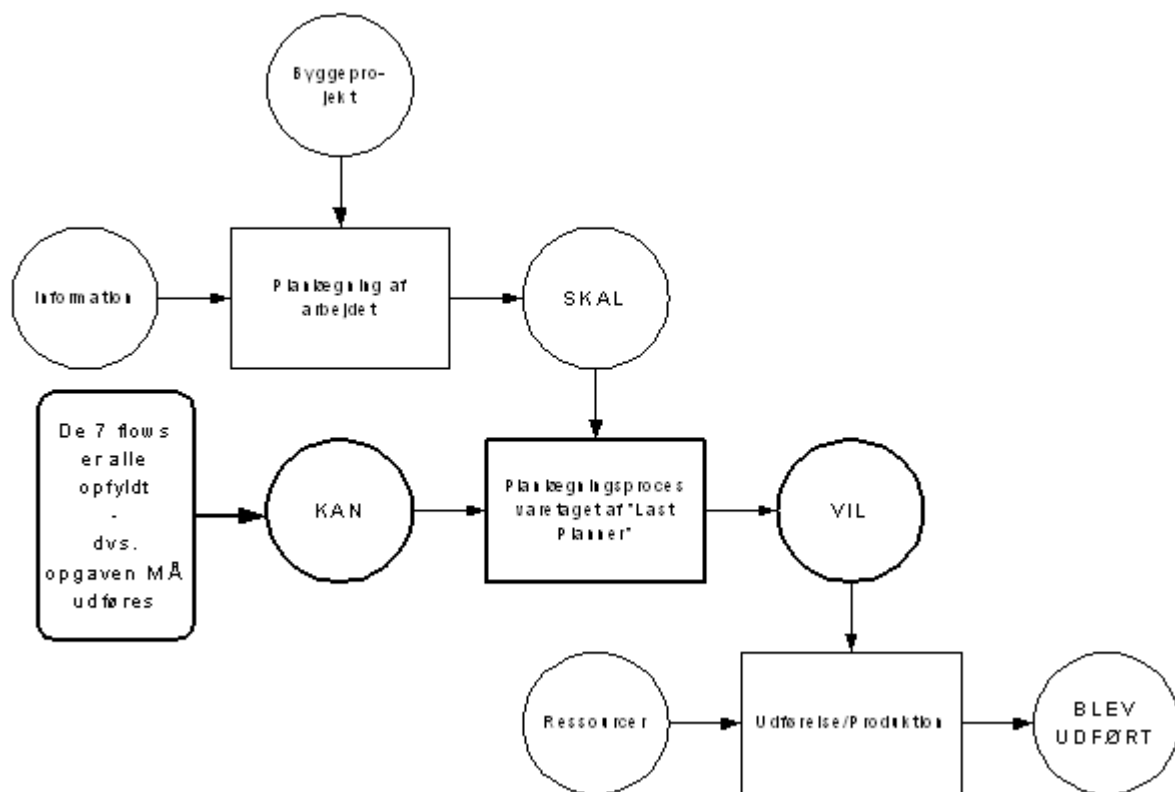 Byggepro-
jekt
Information
Planlægning af
arbejdet
SKAL
De 7 flows
er alle
opfyldt
-
dvs.
opgaven MÅ
udføres
KAN
Planlægningsproces
varetaget af "Last
Planner"
VIL
Ressourcer
Udførelse/Produktion
BLEV
UDFØRT